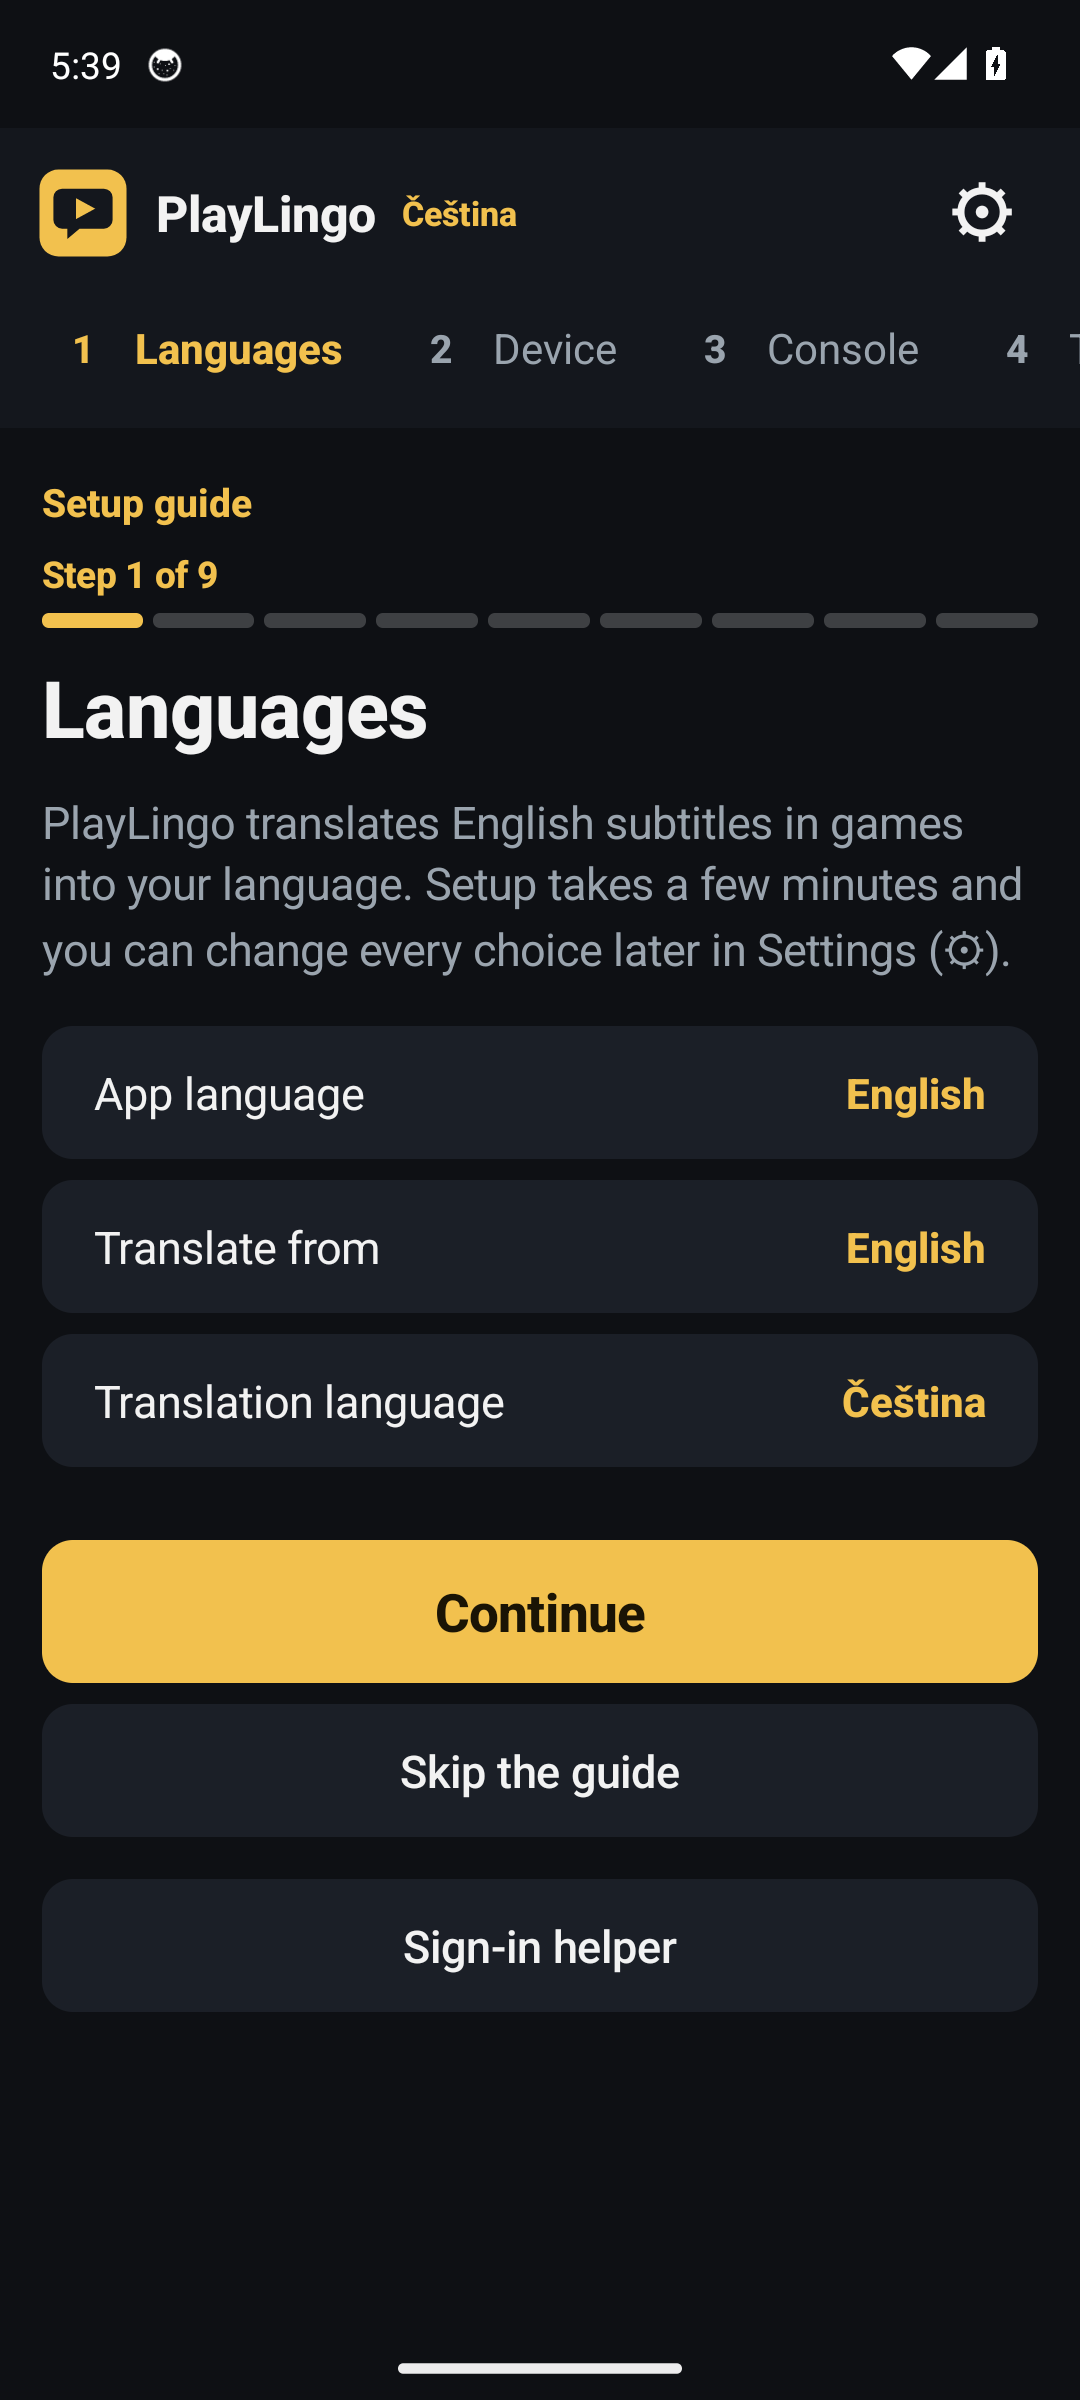 5:39
PlayLingo Čeština
1 Languages 2 Device 3 Console 4
Setup guide
Step 1 of 9
Languages
PlayLingo translates English subtitles in games
into your language. Setup takes a few minutes and
you can change every choice later in Settings (⚙).
App language English
Translate from English
Translation language Čeština
Continue
Skip the guide
Sign-in helper